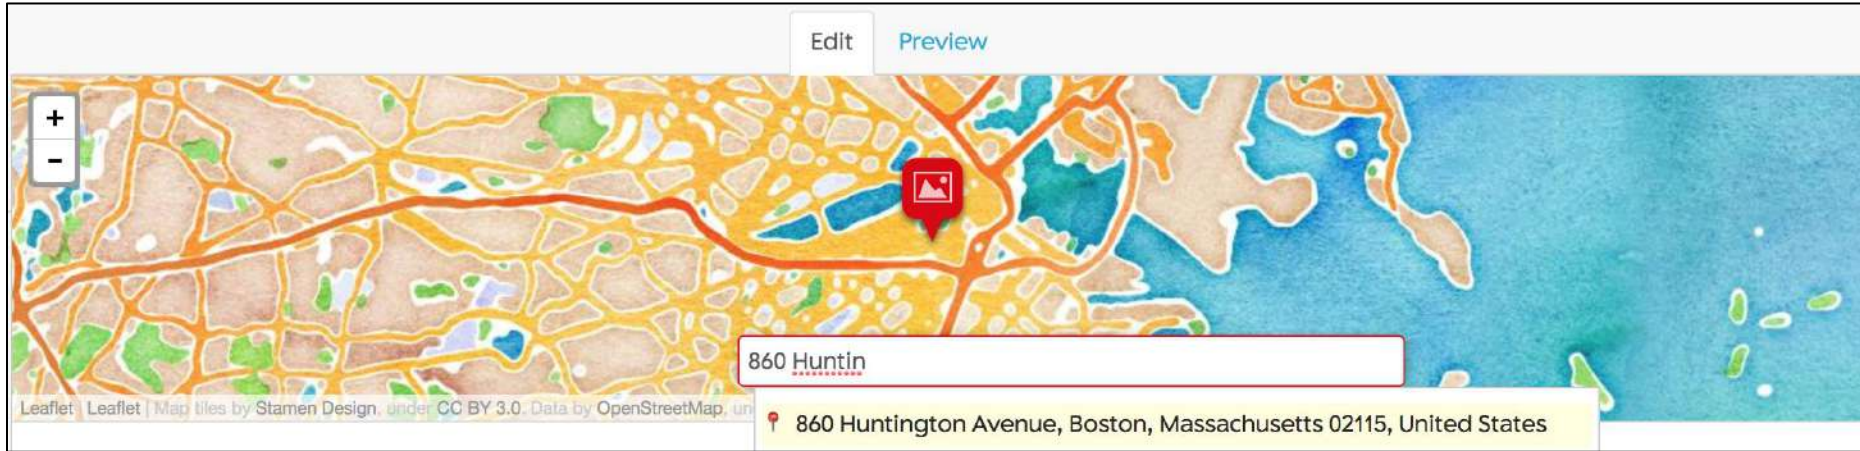 Edit Preview
+
-
860 Huntin
Leaflet | Leaflet | Map tiles by Stamen Design, under CC BY 3.0. Data by OpenStreetMap, un
860 Huntington Avenue, Boston, Massachusetts 02115, United States